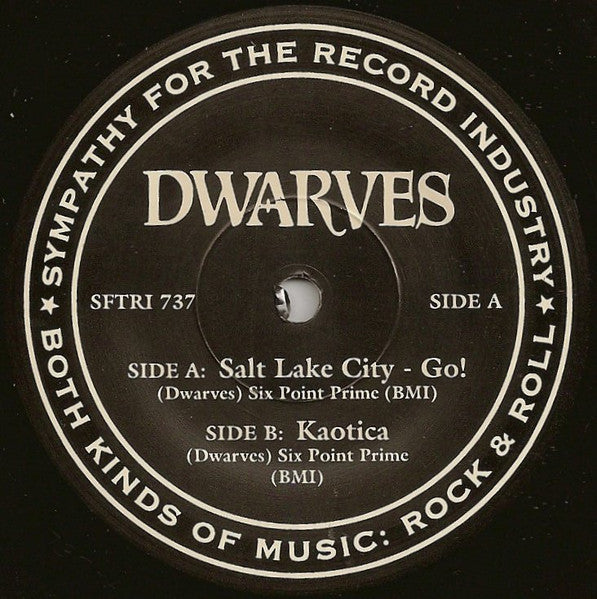 SYMPATHY FOR THE RECORD INDUSTRY
DWARVES
SFTRI 737
SIDE A
SIDE A: Salt Lake City - Go!
(Dwarves) Six Point Prime (BMI)
SIDE B: Kaotica
(Dwarves) Six Point Prime
(BMI)
★ BOTH KINDS OF MUSIC: ROCK & ROLL ★